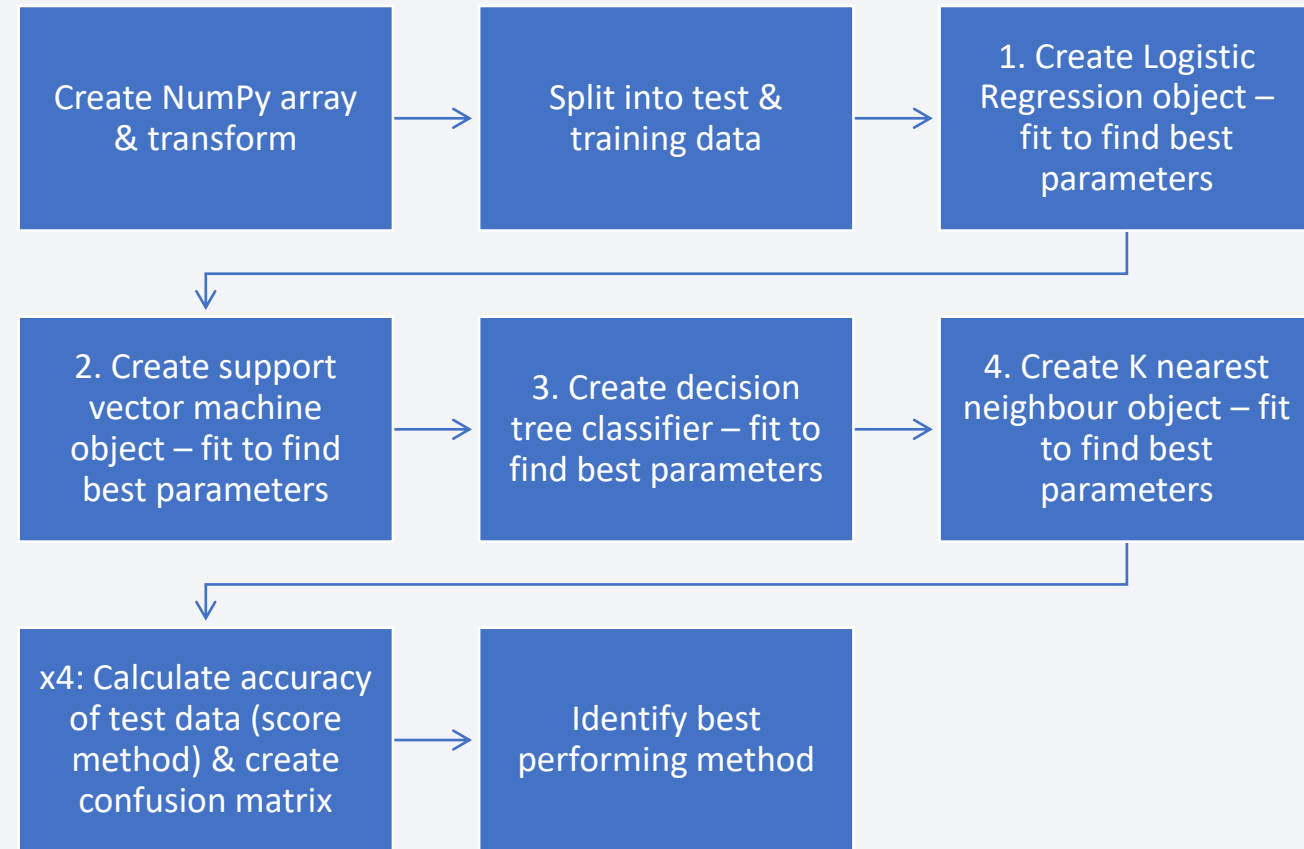 Create NumPy array
& transform
Split into test &
training data
1. Create Logistic
Regression object –
fit to find best
parameters
2. Create support
vector machine
object – fit to find
best parameters
3. Create decision
tree classifier – fit to
find best parameters
4. Create K nearest
neighbour object – fit
to find best
parameters
x4: Calculate accuracy
of test data (score
method) & create
confusion matrix
Identify best
performing method